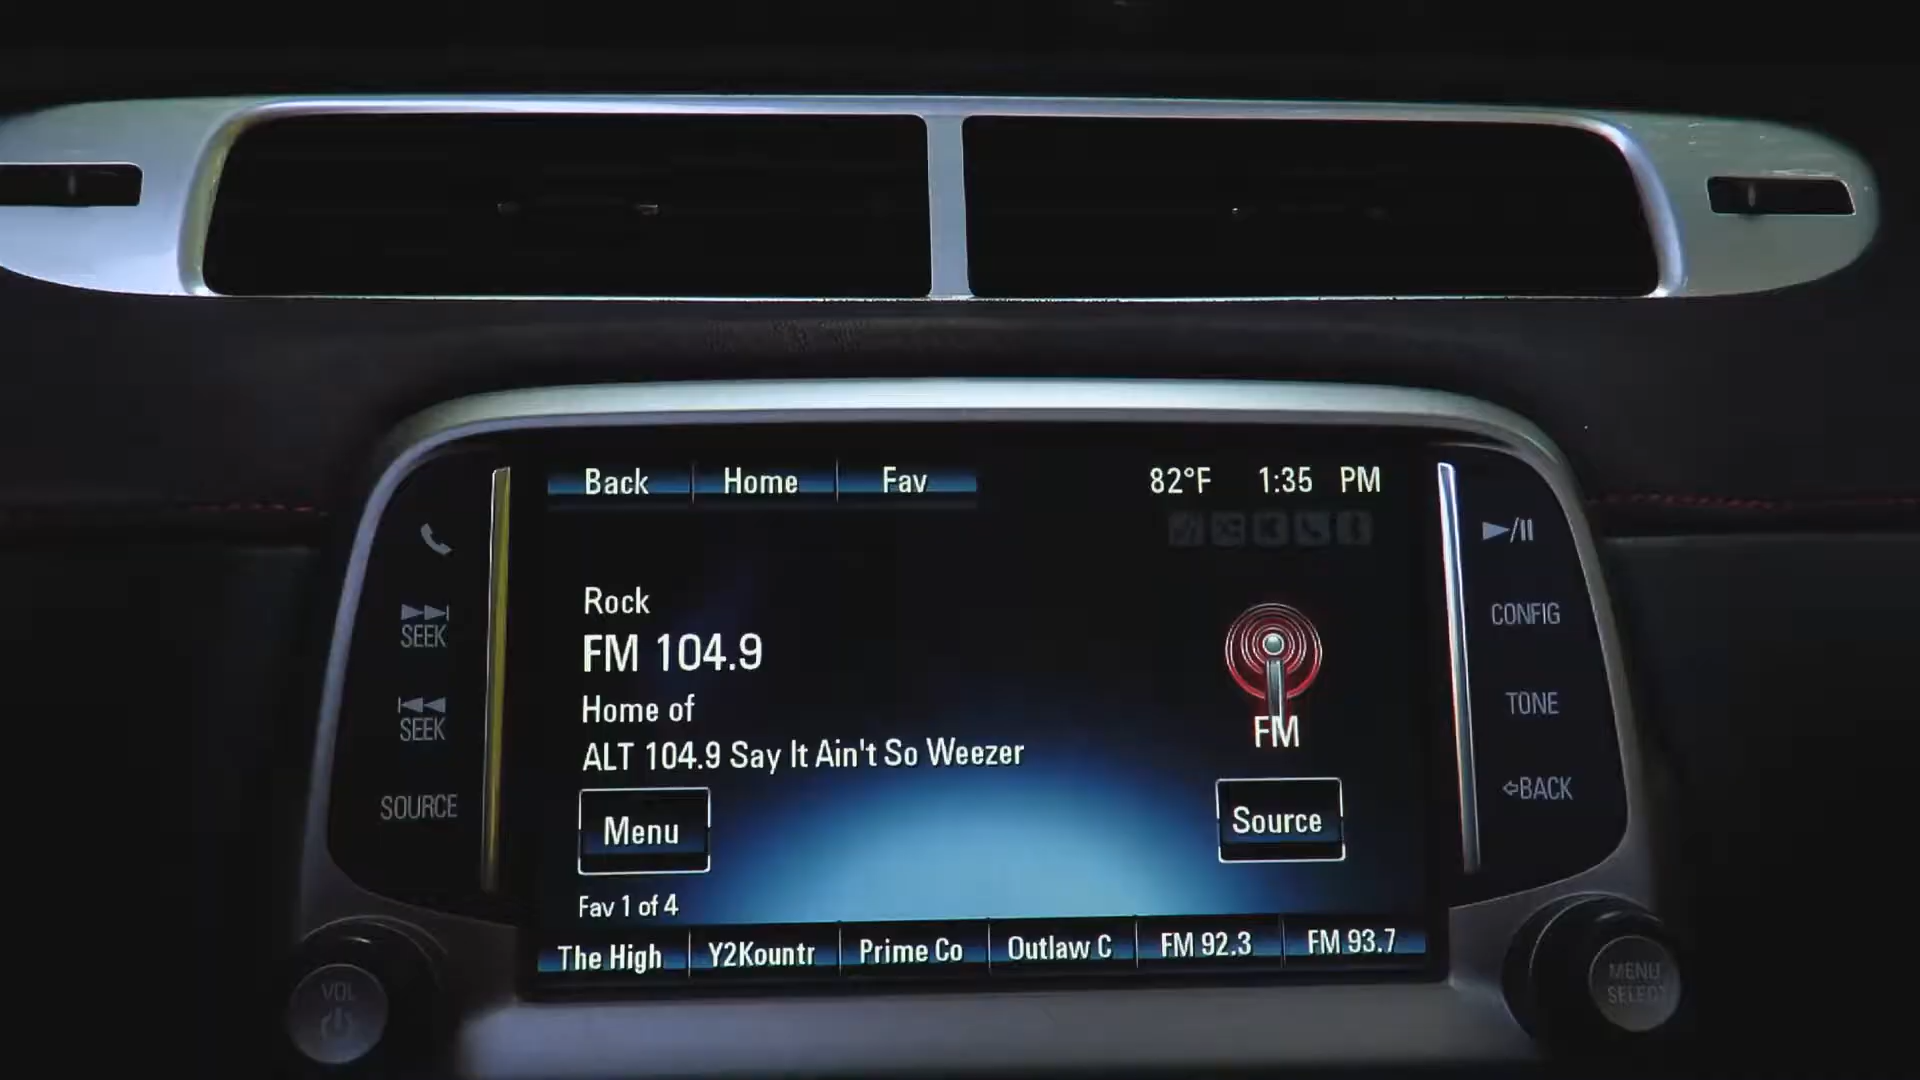 Back Home Fav 82°F 1:35 PM
Rock
FM 104.9
Home of
ALT 104.9 Say It Ain't So Weezer
FM
Menu
Source
Fav 1 of 4
The High Y2Kountr Prime Co Outlaw C FM 92.3 FM 93.7
SEEK
SEEK
SOURCE
VOL
CONFIG
TONE
BACK
MENU
SELECT